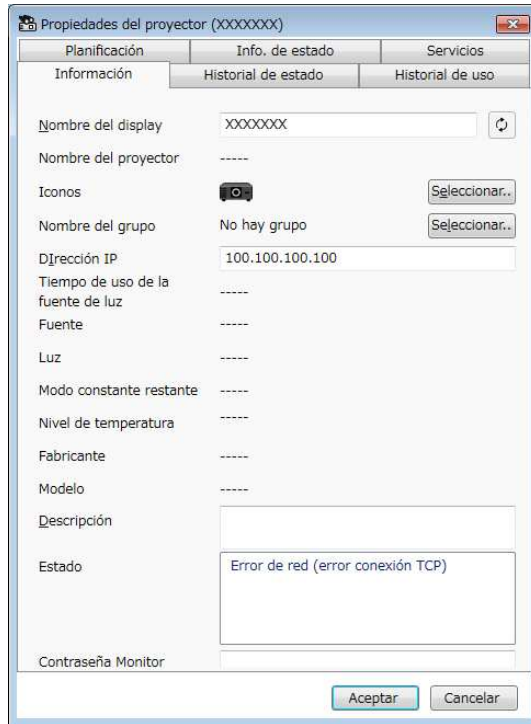 Propiedades del proyector (XXXXXXX)
Planificación Info. de estado Servicios
Información Historial de estado Historial de uso
Nombre del display XXXXXXX
Nombre del proyector -----
Iconos Seleccionar..
Nombre del grupo No hay grupo Seleccionar..
DIrección IP 100.100.100.100
Tiempo de uso de la
fuente de luz -----
Fuente -----
Luz -----
Modo constante restante -----
Nivel de temperatura -----
Fabricante -----
Modelo -----
Descripción
Estado Error de red (error conexión TCP)
Contraseña Monitor
Aceptar Cancelar